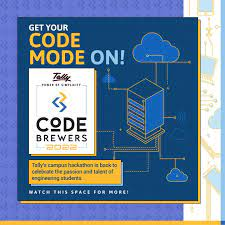 GET YOUR
CODE
MODE ON!
Tally
POWER OF SIMPLICITY
CODE
BREWERS
2022
Tally's campus hackathon is back to
celebrate the passion and talent of
engineering students.
WATCH THIS SPACE FOR MORE!